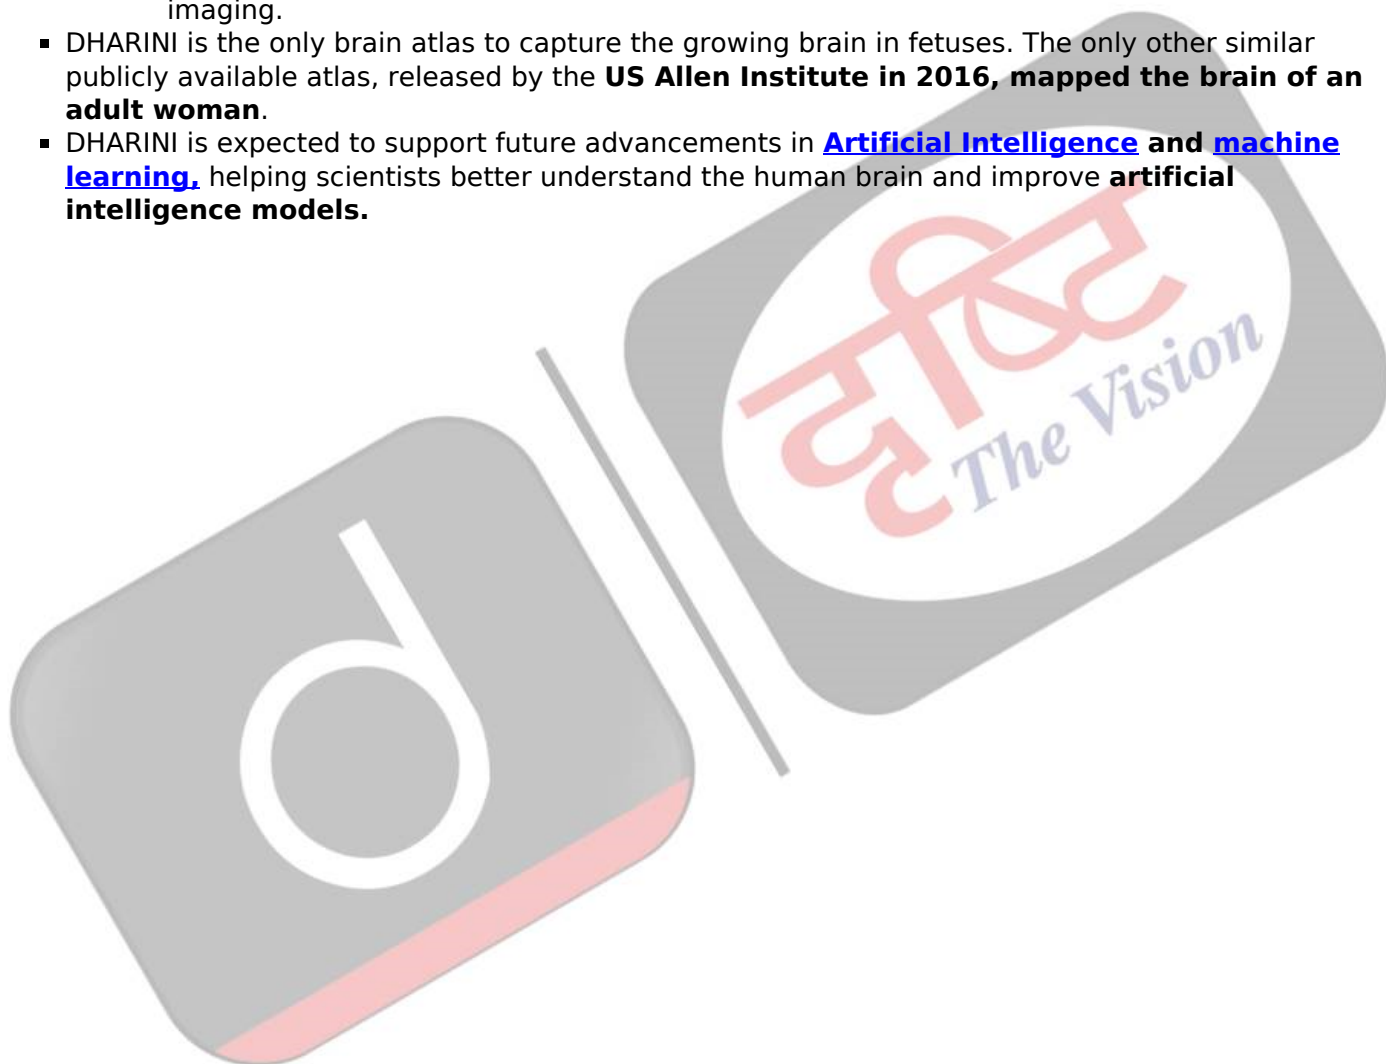 imaging.
▪ DHARINI is the only brain atlas to capture the growing brain in fetuses. The only other similar
publicly available atlas, released by the US Allen Institute in 2016, mapped the brain of an
adult woman.
▪ DHARINI is expected to support future advancements in Artificial Intelligence and machine
learning, helping scientists better understand the human brain and improve artificial
intelligence models.
दृष्टि
The Vision
d